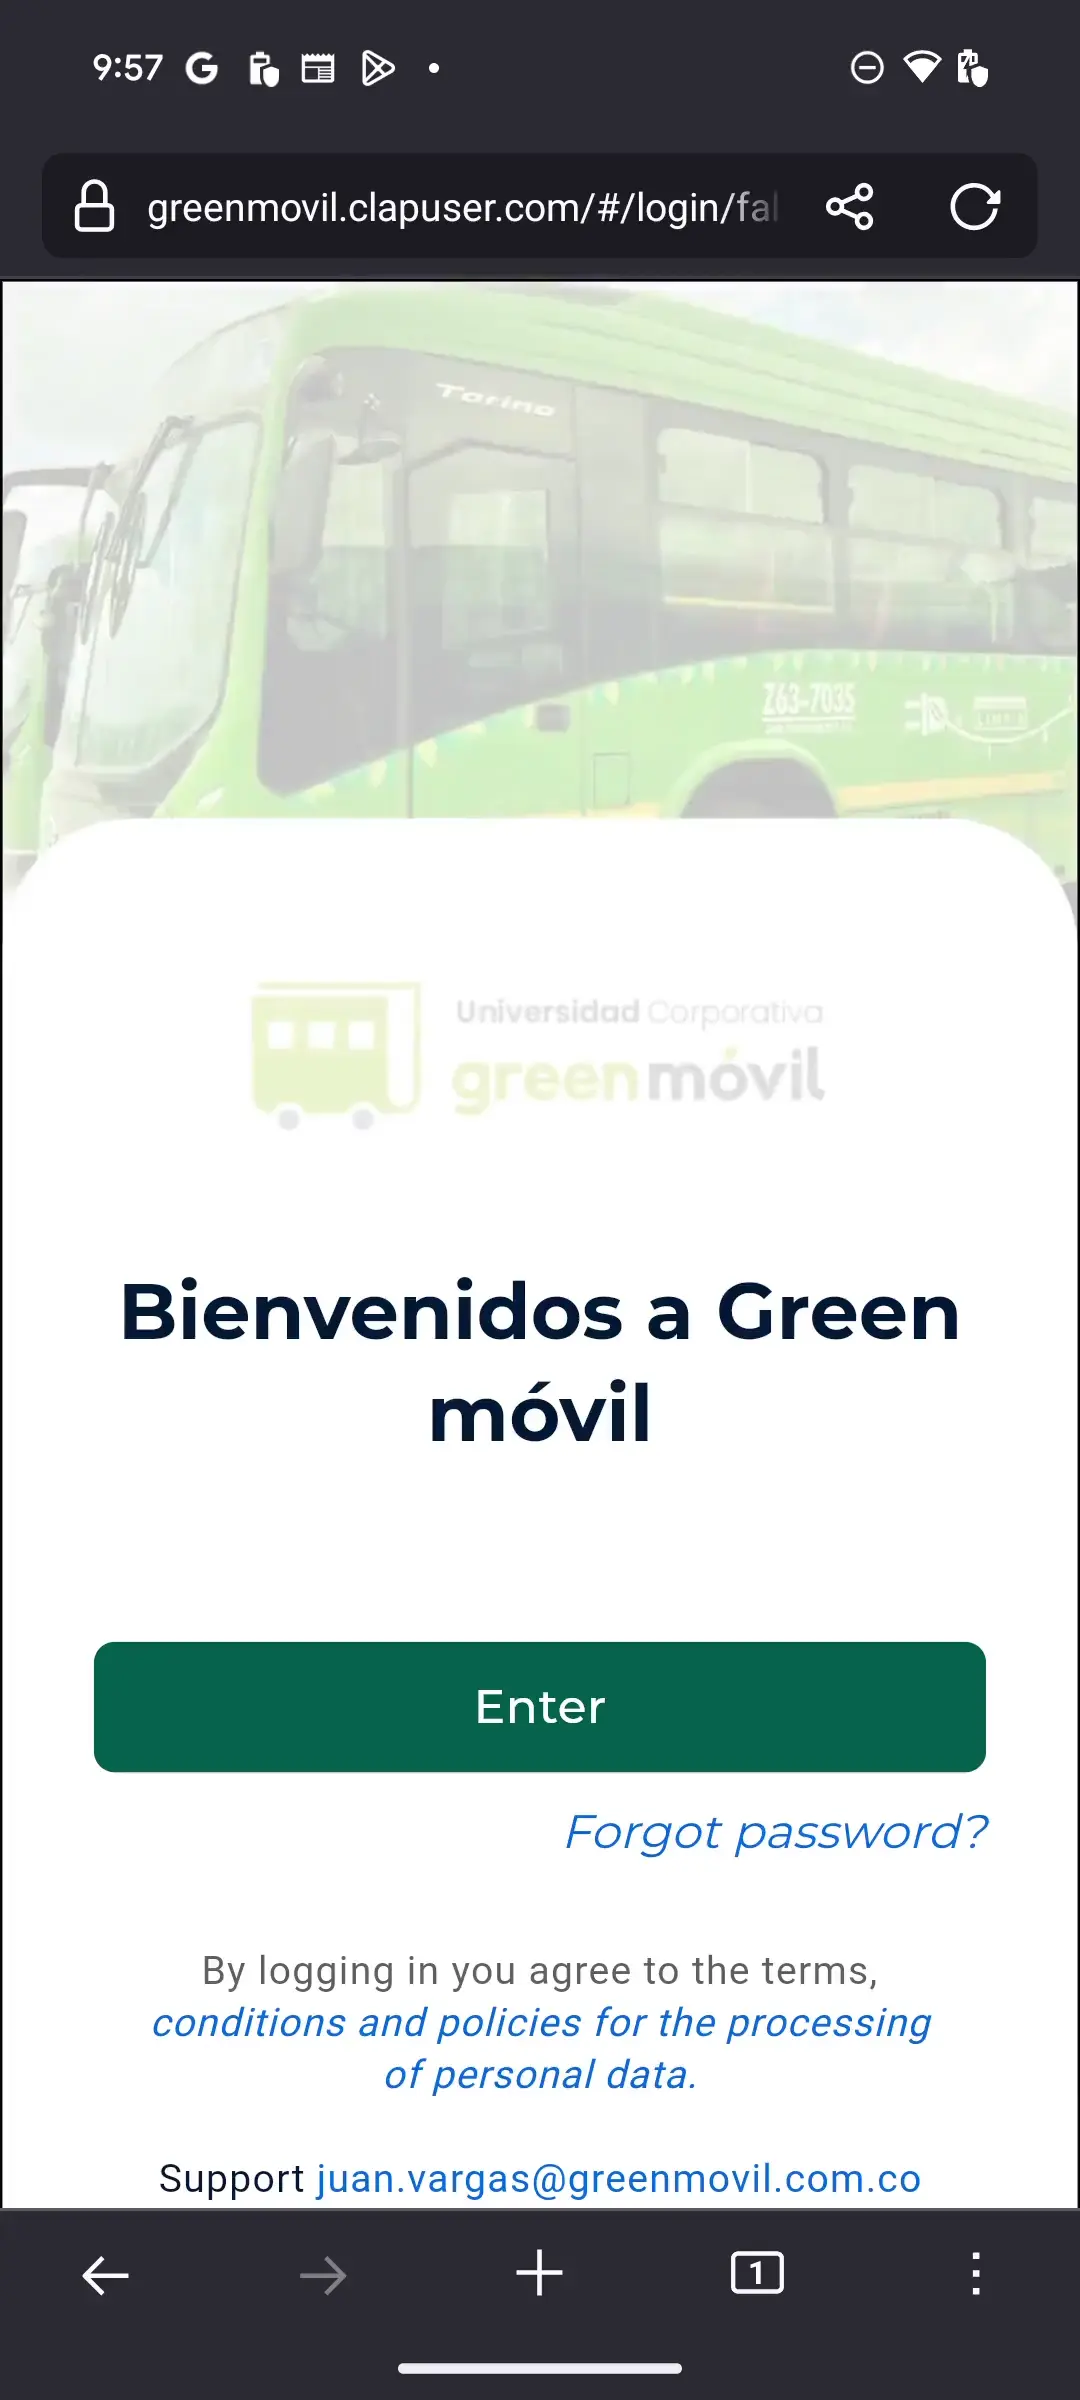 9:57
greenmovil.clapuser.com/#/login/fal
Torino
Z63-7035
Universidad Corporativa
greenmóvil
Bienvenidos a Green
móvil
Enter
Forgot password?
By logging in you agree to the terms,
conditions and policies for the processing
of personal data.
Support juan.vargas@greenmovil.com.co
1